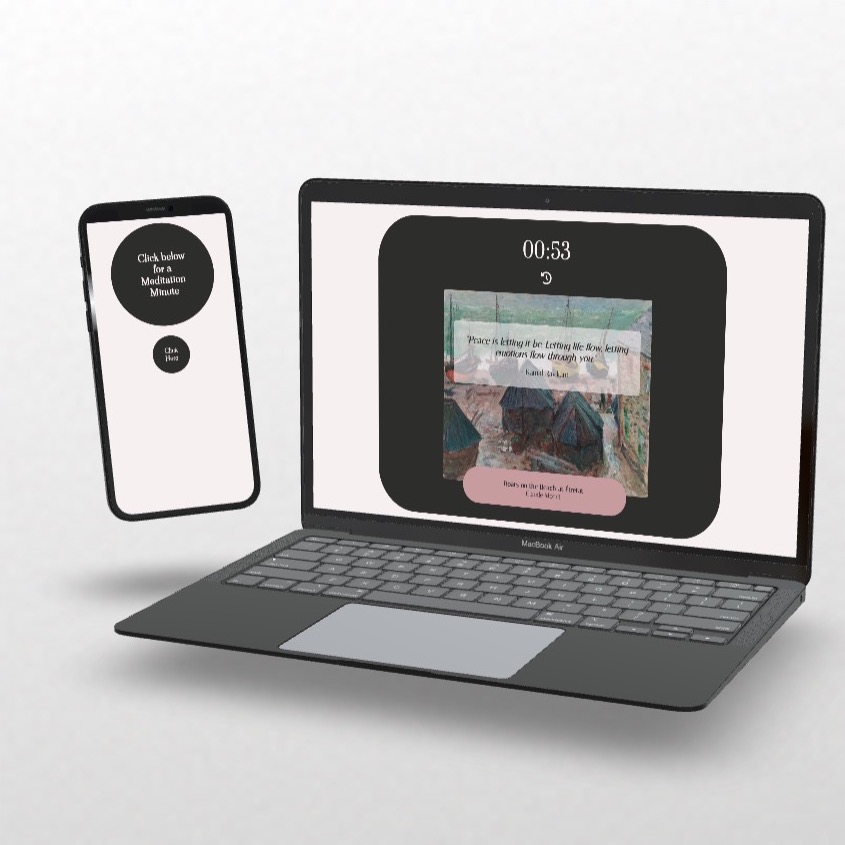 Click below
for a
Meditation
Minute
Click
Here
00:53
"Peace is letting it be. Letting life flow, letting
emotions flow through you."
Kamal Ravikant
Boats on the Beach at Étretat
Claude Monet
MacBook Air